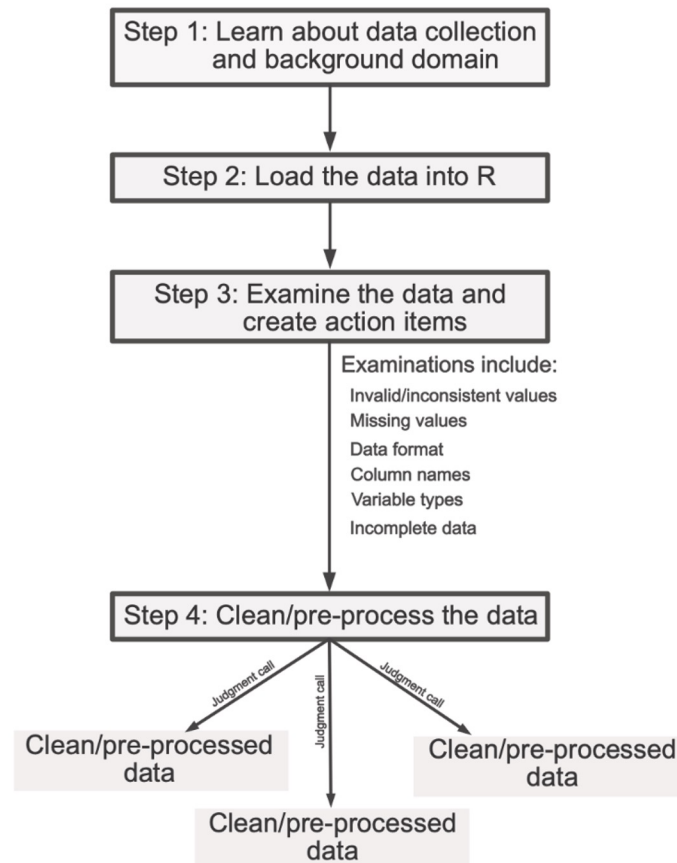 Step 1: Learn about data collection
and background domain
Step 2: Load the data into R
Step 3: Examine the data and
create action items
Examinations include:
Invalid/inconsistent values
Missing values
Data format
Column names
Variable types
Incomplete data
Step 4: Clean/pre-process the data
Judgment call
Judgment call
Judgment call
Clean/pre-processed
data
Clean/pre-processed
data
Clean/pre-processed
data